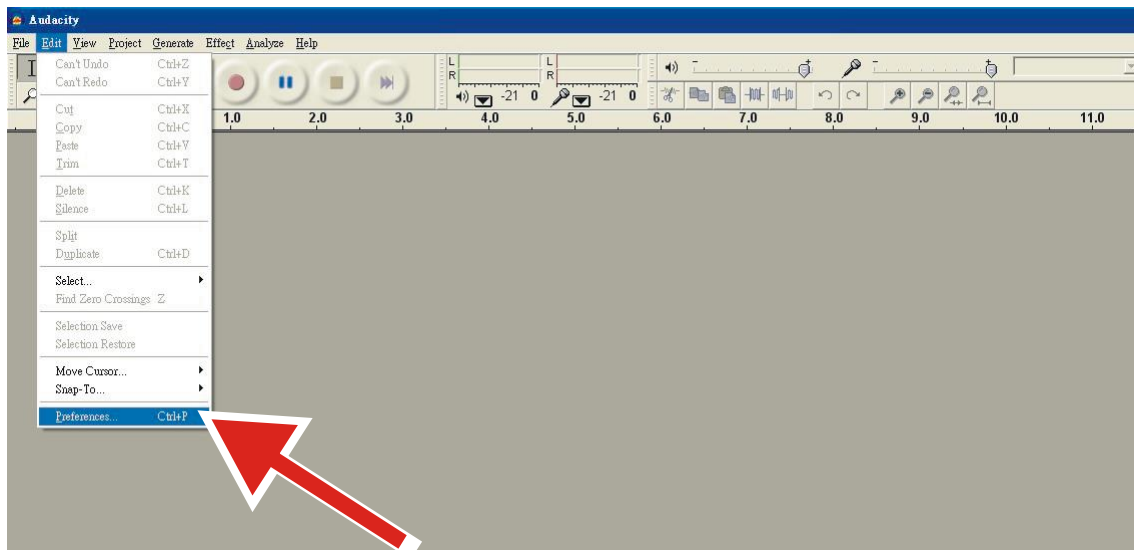 Audacity
File Edit View Project Generate Effect Analyze Help
Can't Undo Ctrl+Z
Can't Redo Ctrl+Y
Cut Ctrl+X
Copy Ctrl+C
Paste Ctrl+V
Trim Ctrl+T
Delete Ctrl+K
Silence Ctrl+L
Split
Duplicate Ctrl+D
Select...
Find Zero Crossings Z
Selection Save
Selection Restore
Move Cursor...
Snap-To...
Preferences... Ctrl+P
L L
R R
-21 0 -21 0
1.0 2.0 3.0 4.0 5.0 6.0 7.0 8.0 9.0 10.0 11.0